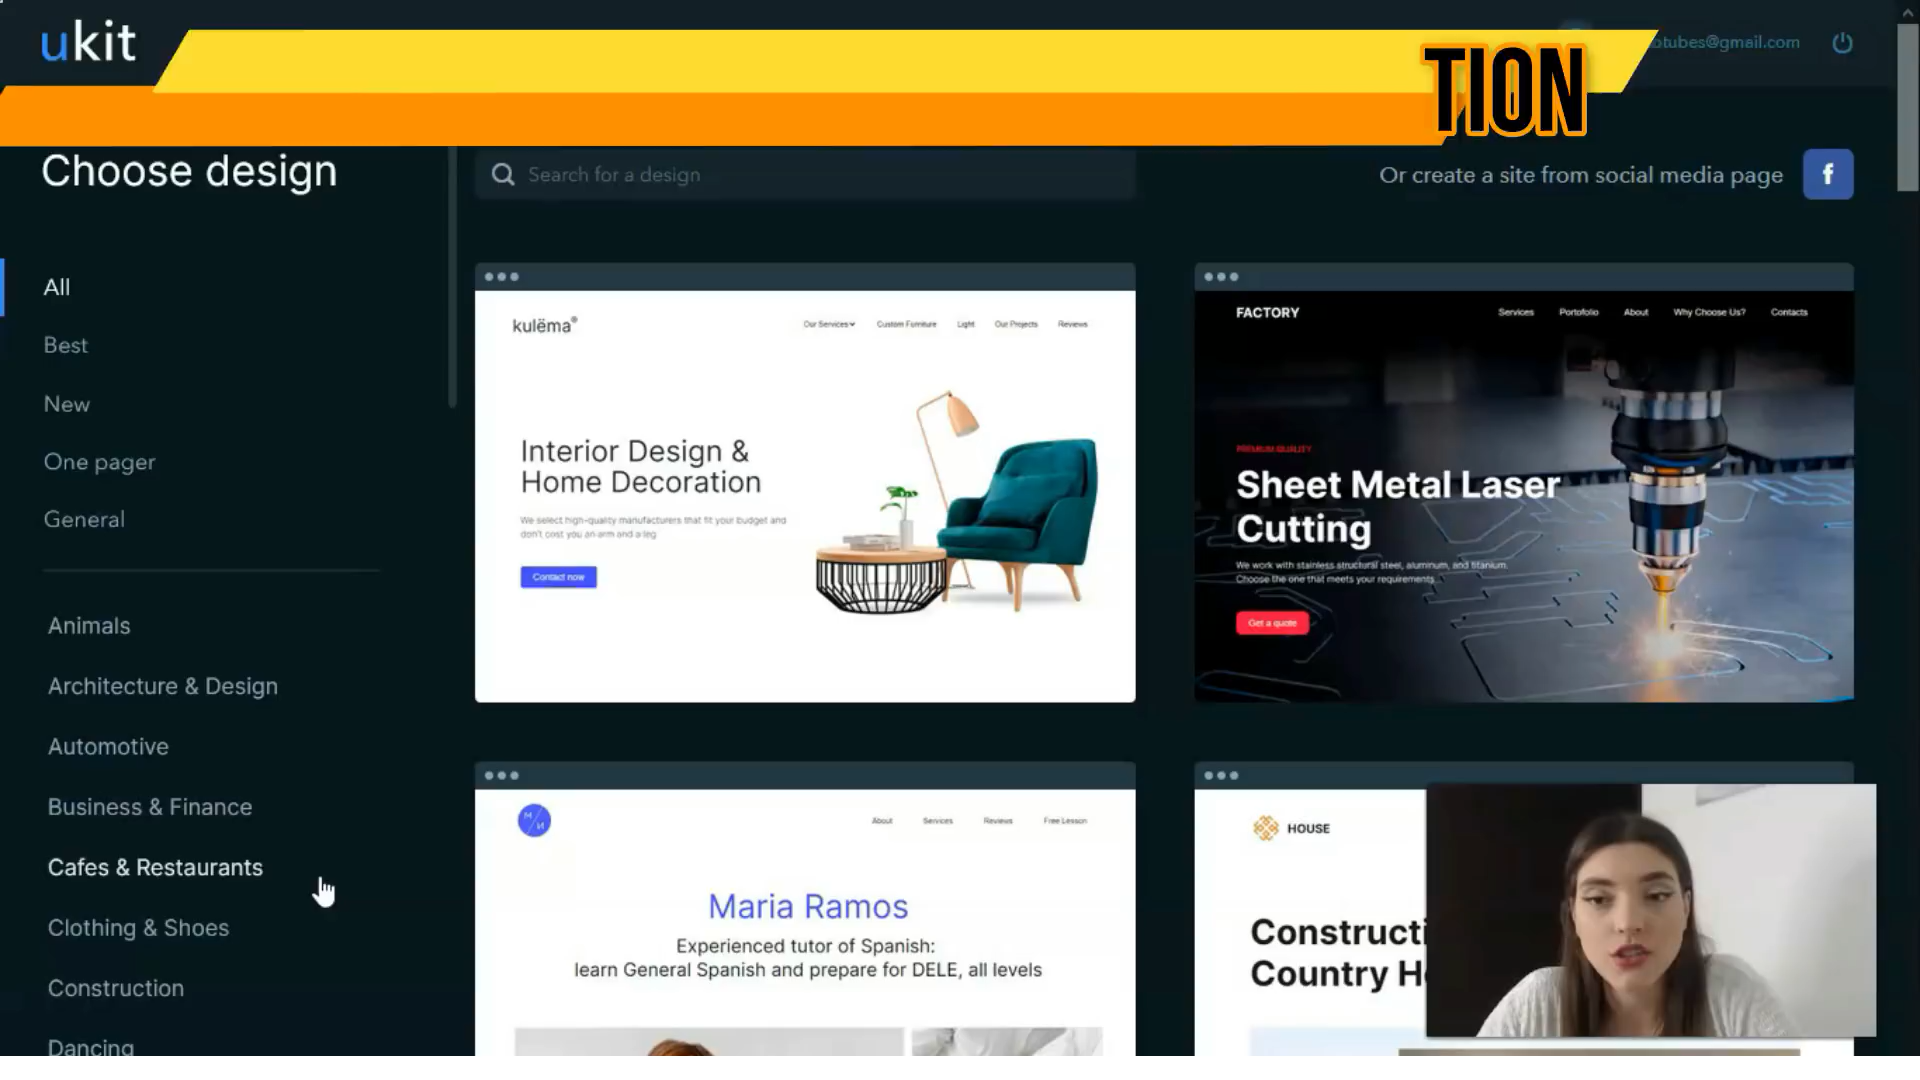 ukit
otubes@gmail.com
TION
Choose design
Search for a design
Or create a site from social media page
f
All
Best
New
One pager
General
Animals
Architecture & Design
Automotive
Business & Finance
Cafes & Restaurants
Clothing & Shoes
Construction
Dancing
kulëma®
Our Services
Custom Furniture
Light
Our Projects
Reviews
Interior Design &
Home Decoration
We select high-quality manufacturers that fit your budget and
don't cost you an arm and a leg
Contact now
FACTORY
Services
Portofolio
About
Why Choose Us?
Contacts
PREMIUM QUALITY
Sheet Metal Laser
Cutting
We work with stainless structural steel, aluminum, and titanium.
Choose the one that meets your requirements.
Get a quote
M
И
About
Services
Reviews
Free Lesson
Maria Ramos
Experienced tutor of Spanish:
learn General Spanish and prepare for DELE, all levels
HOUSE
Constructi
Country H